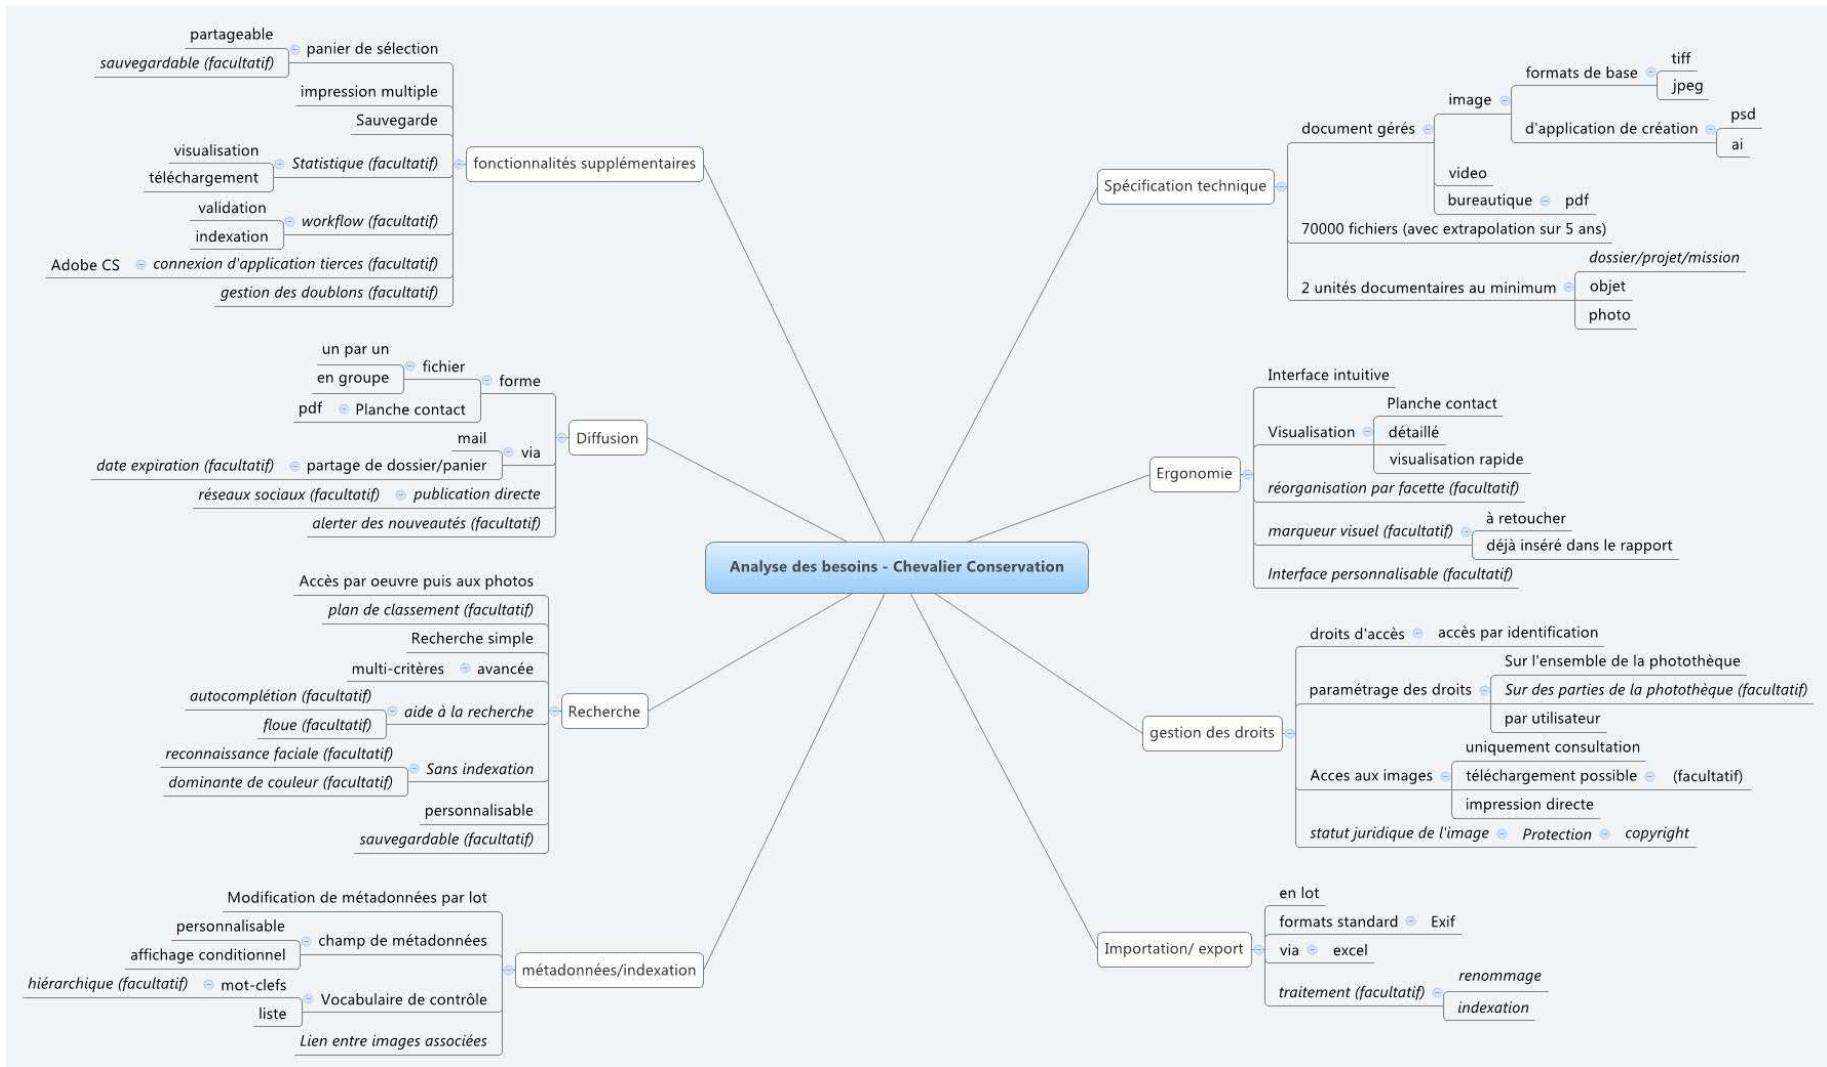 partageable
panier de sélection
sauvegardable (facultatif)
impression multiple
Sauvegarde
visualisation
Statistique (facultatif)
téléchargement
fonctionnalités supplémentaires
validation
workflow (facultatif)
indexation
Adobe CS
connexion d'application tierces (facultatif)
gestion des doublons (facultatif)
un par un
fichier
en groupe
forme
pdf
Planche contact
Diffusion
mail
via
date expiration (facultatif)
partage de dossier/panier
réseaux sociaux (facultatif)
publication directe
alerter des nouveautés (facultatif)
Analyse des besoins - Chevalier Conservation
Accès par oeuvre puis aux photos
plan de classement (facultatif)
Recherche simple
multi-critères
avancée
autocomplétion (facultatif)
aide à la recherche
floue (facultatif)
Recherche
reconnaissance faciale (facultatif)
Sans indexation
dominante de couleur (facultatif)
personnalisable
sauvegardable (facultatif)
Modification de métadonnées par lot
personnalisable
champ de métadonnées
affichage conditionnel
métadonnées/indexation
hiérarchique (facultatif)
mot-clefs
Vocabulaire de contrôle
liste
Lien entre images associées
tiff
formats de base
jpeg
image
document gérés
d'application de création
psd
ai
video
Spécification technique
bureautique
pdf
70000 fichiers (avec extrapolation sur 5 ans)
dossier/projet/mission
2 unités documentaires au minimum
objet
photo
Interface intuitive
Planche contact
Visualisation
détaillé
visualisation rapide
Ergonomie
réorganisation par facette (facultatif)
à retoucher
marqueur visuel (facultatif)
déjà inséré dans le rapport
Interface personnalisable (facultatif)
droits d'accès
accès par identification
Sur l'ensemble de la photothèque
paramétrage des droits
Sur des parties de la photothèque (facultatif)
par utilisateur
gestion des droits
uniquement consultation
Acces aux images
téléchargement possible
(facultatif)
impression directe
statut juridique de l'image
Protection
copyright
en lot
formats standard
Exif
Importation/ export
via
excel
renommage
traitement (facultatif)
indexation